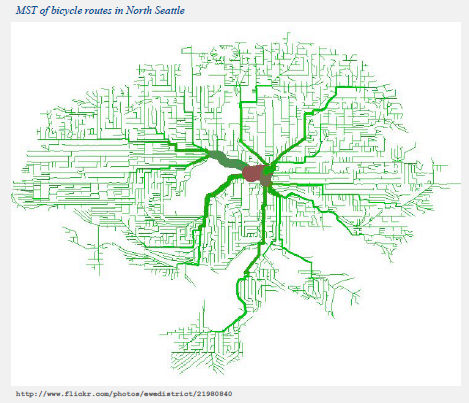 MST of bicycle routes in North Seattle
http://www.flickr.com/photos/ewedistrict/21980840